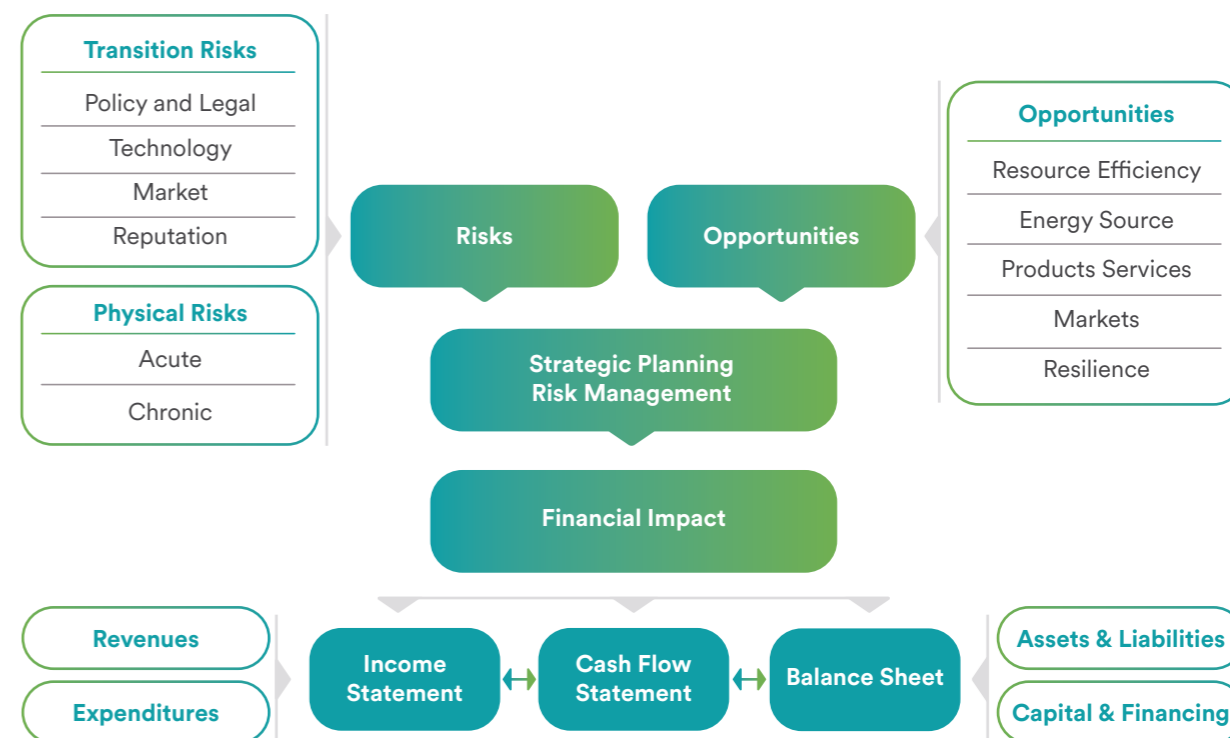 Transition Risks
Policy and Legal
Technology
Market
Reputation
Physical Risks
Acute
Chronic
Risks
Opportunities
Opportunities
Resource Efficiency
Energy Source
Products Services
Markets
Resilience
Strategic Planning
Risk Management
Financial Impact
Revenues
Expenditures
Income
Statement
Cash Flow
Statement
Balance Sheet
Assets & Liabilities
Capital & Financing